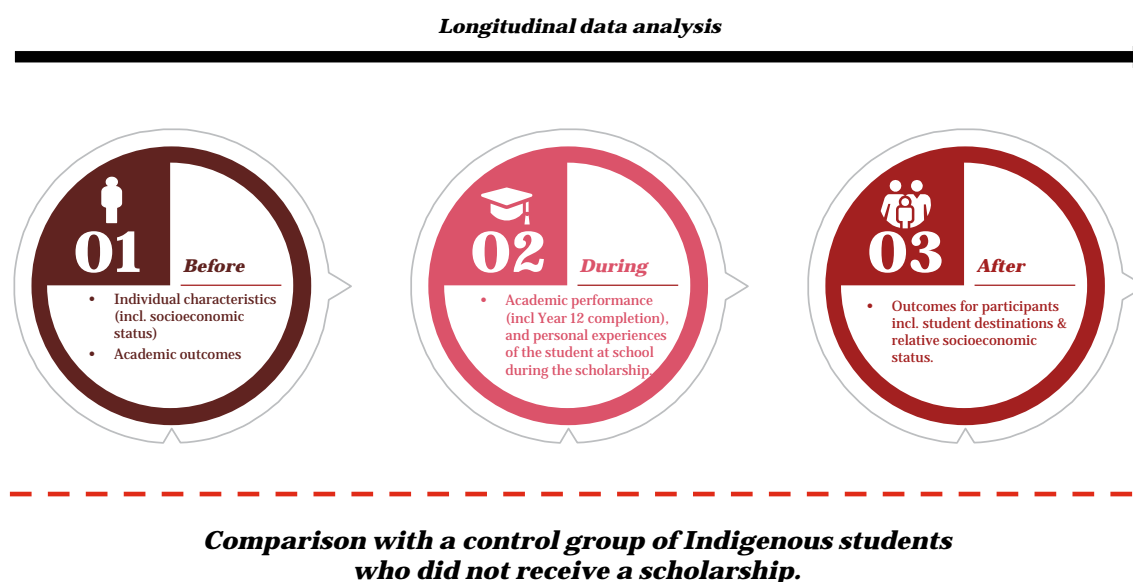 Longitudinal data analysis
01
Before
• Individual characteristics
(incl. socioeconomic
status)
• Academic outcomes
02
During
• Academic performance
(incl Year 12 completion),
and personal experiences
of the student at school
during the scholarship.
03
After
• Outcomes for participants
incl. student destinations &
relative socioeconomic
status.
Comparison with a control group of Indigenous students
who did not receive a scholarship.